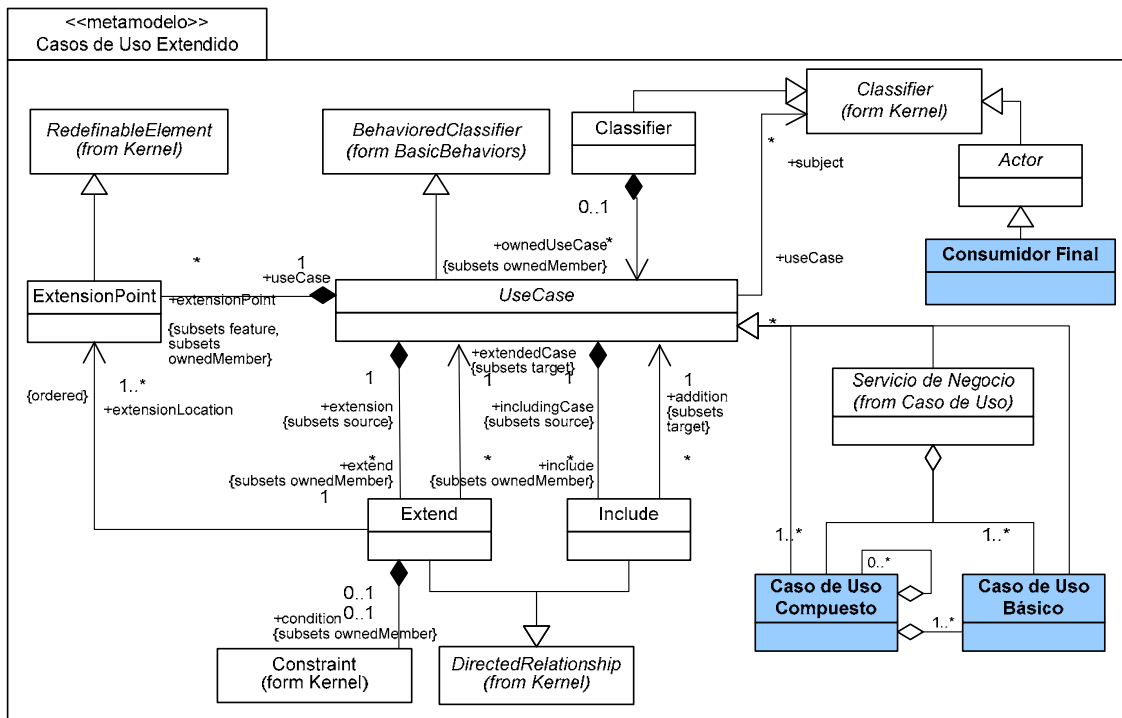 <<metamodelo>>
Casos de Uso Extendido
RedefinableElement
(from Kernel)
BehavioredClassifier
(form BasicBehaviors)
Classifier
Classifier
(form Kernel)
*
+subject
Actor
0..1
+ownedUseCase
*
{subsets ownedMember}
+useCase
Consumidor Final
*
1
+useCase
ExtensionPoint
+extensionPoint
{subsets feature,
subsets
ownedMember}
UseCase
*
+extendedCase
{subsets target}
1
1
1
1
+extension
{subsets source}
+includingCase
{subsets source}
+addition
{subsets
target}
{ordered}
1..*
+extensionLocation
Servicio de Negocio
(from Caso de Uso)
*
*
*
*
+extend
{subsets ownedMember}
+include
{subsets ownedMember}
1
Extend
Include
1..*
1..*
0..*
Caso de Uso
Compuesto
Caso de Uso
Básico
1..*
0..1
0..1
+condition
{subsets ownedMember}
Constraint
(form Kernel)
DirectedRelationship
(from Kernel)